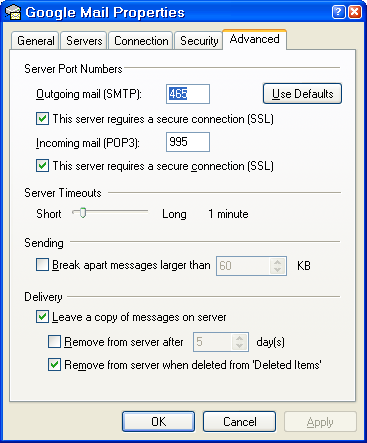 Google Mail Properties
General Servers Connection Security Advanced
Server Port Numbers
Outgoing mail (SMTP): 465 Use Defaults
This server requires a secure connection (SSL)
Incoming mail (POP3): 995
This server requires a secure connection (SSL)
Server Timeouts
Short Long 1 minute
Sending
Break apart messages larger than 60 KB
Delivery
Leave a copy of messages on server
Remove from server after 5 day(s)
Remove from server when deleted from 'Deleted Items'
OK Cancel Apply